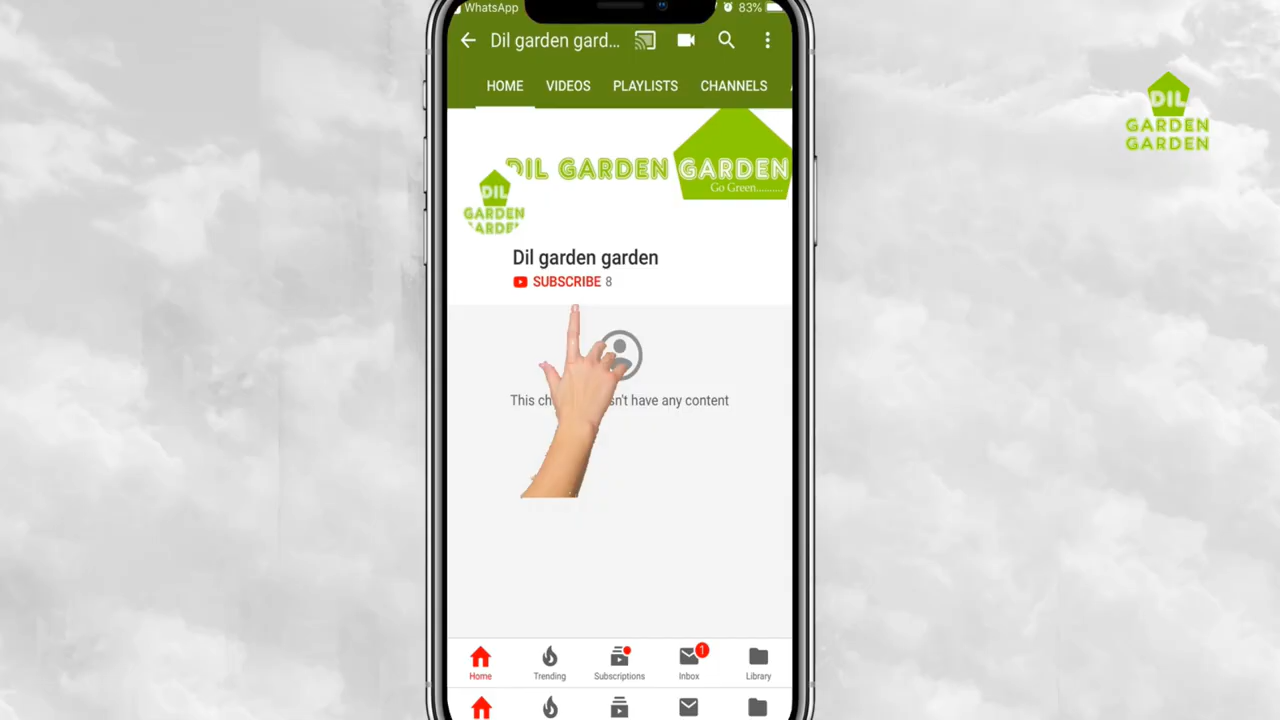 WhatsApp 83%
Dil garden gard...
HOME VIDEOS PLAYLISTS CHANNELS
DIL GARDEN GARDEN
Go Green..........
DIL
GARDEN
GARDEN
Dil garden garden
SUBSCRIBE 8
This ch n't have any content
Home Trending Subscriptions Inbox 1 Library
DIL
GARDEN
GARDEN